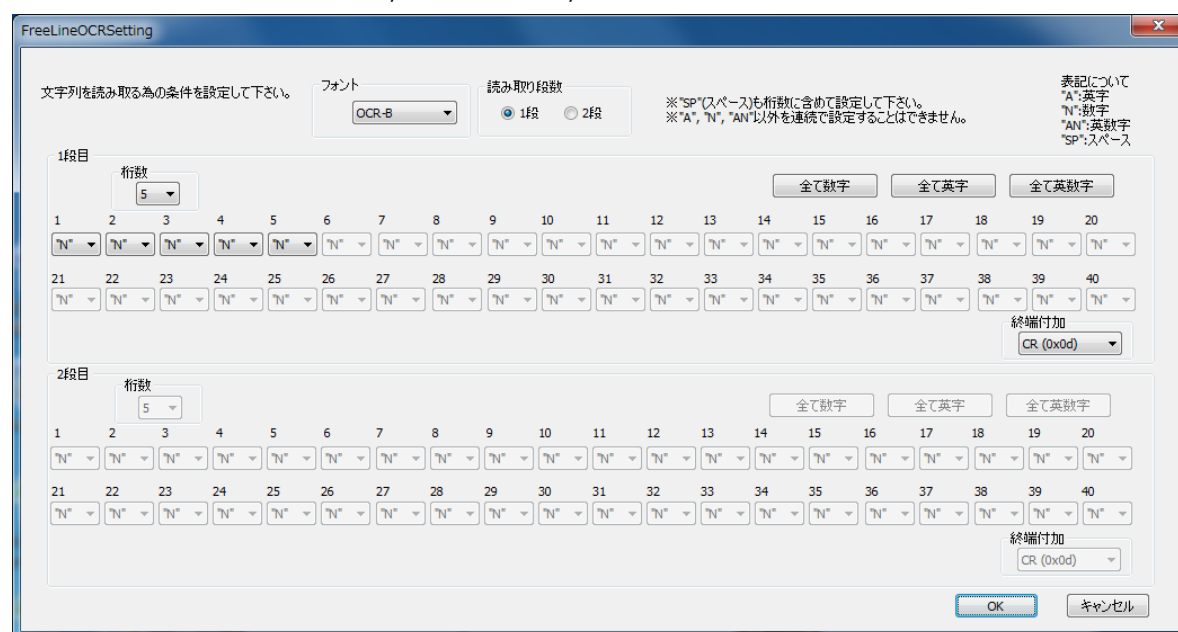 FreeLineOCRSetting
文字列を読み取る為の条件を設定して下さい。
フォント
OCR-B
読み取り段数
1段 2段
※"SP"(スペース)も桁数に含めて設定して下さい。
※"A", "N", "AN"以外を連続で設定することはできません。
表記について
"A":英字
"N":数字
"AN":英数字
"SP":スペース
1段目
桁数
5
全て数字 全て英字 全て英数字
1 2 3 4 5 6 7 8 9 10 11 12 13 14 15 16 17 18 19 20
"N" "N" "N" "N" "N" "N" "N" "N" "N" "N" "N" "N" "N" "N" "N" "N" "N" "N" "N" "N"
21 22 23 24 25 26 27 28 29 30 31 32 33 34 35 36 37 38 39 40
"N" "N" "N" "N" "N" "N" "N" "N" "N" "N" "N" "N" "N" "N" "N" "N" "N" "N" "N" "N"
終端付加
CR (0x0d)
2段目
桁数
5
全て数字 全て英字 全て英数字
1 2 3 4 5 6 7 8 9 10 11 12 13 14 15 16 17 18 19 20
"N" "N" "N" "N" "N" "N" "N" "N" "N" "N" "N" "N" "N" "N" "N" "N" "N" "N" "N" "N"
21 22 23 24 25 26 27 28 29 30 31 32 33 34 35 36 37 38 39 40
"N" "N" "N" "N" "N" "N" "N" "N" "N" "N" "N" "N" "N" "N" "N" "N" "N" "N" "N" "N"
終端付加
CR (0x0d)
OK キャンセル